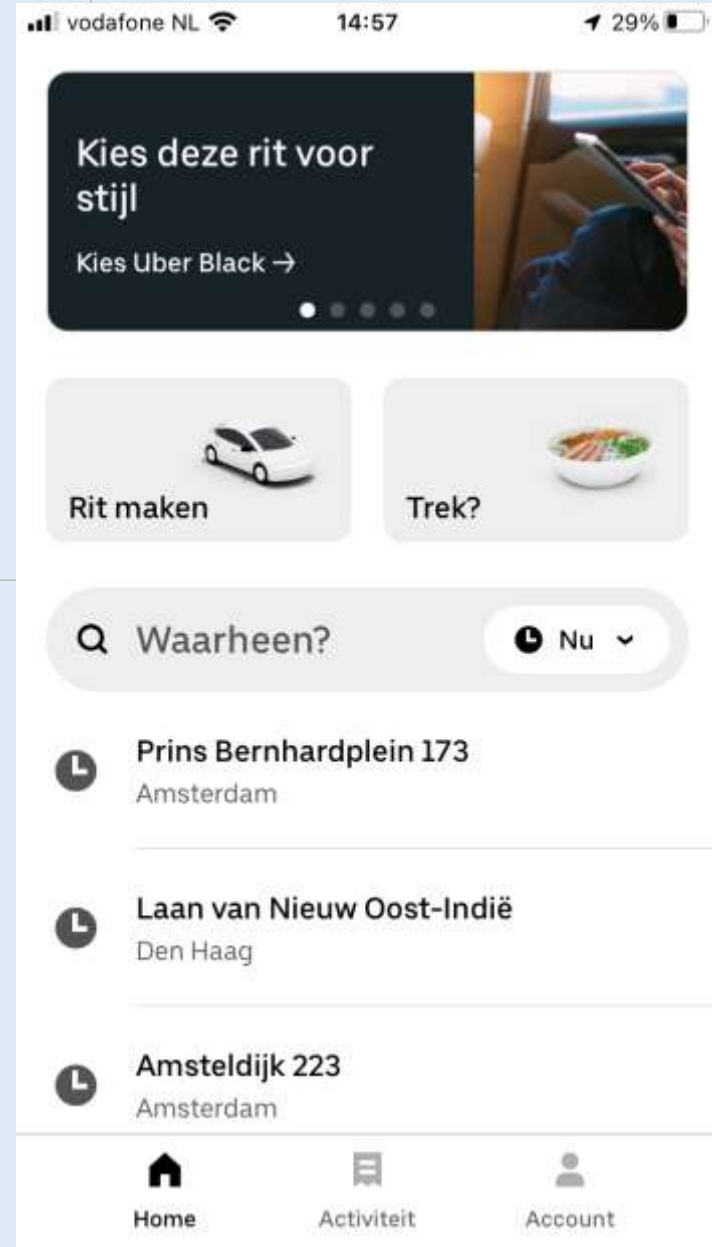 vodafone NL 14:57 29%
Kies deze rit voor
stijl
Kies Uber Black →
Rit maken
Trek?
Waarheen?
Nu
Prins Bernhardplein 173
Amsterdam
Laan van Nieuw Oost-Indië
Den Haag
Amsteldijk 223
Amsterdam
Home Activiteit Account